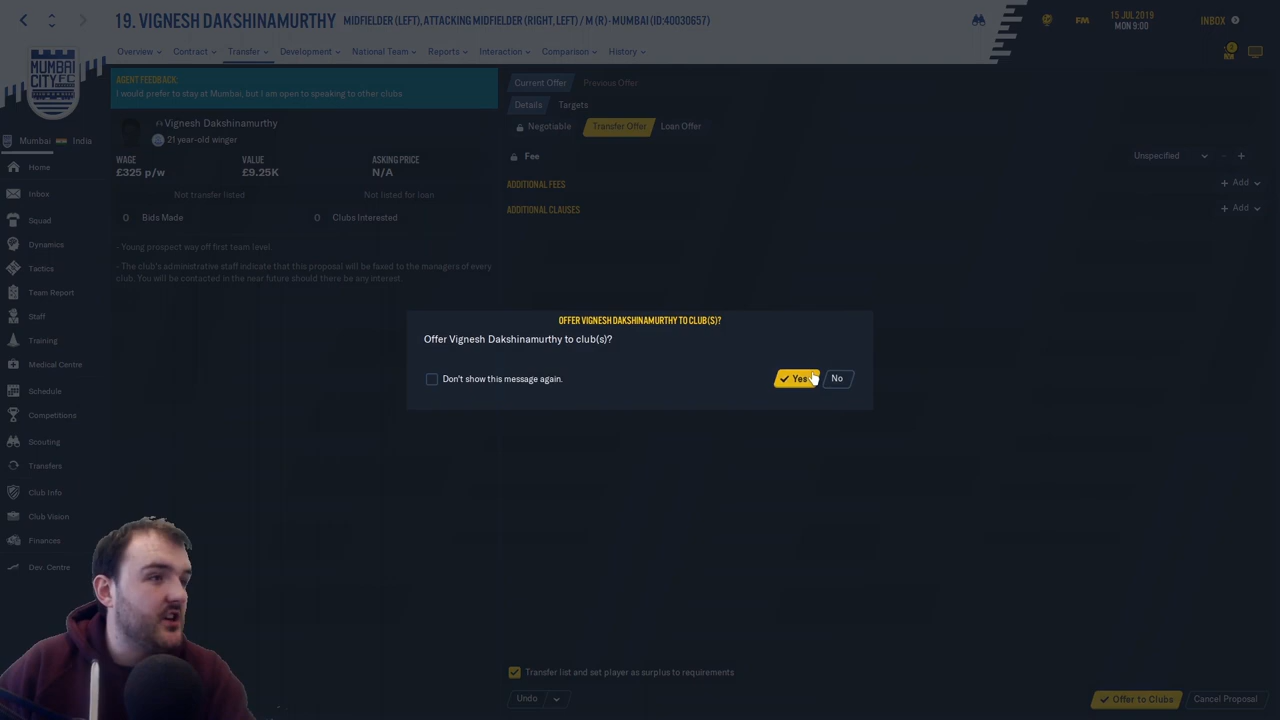 19. VIGNESH DAKSHINAMURTHY MIDFIELDER (LEFT), ATTACKING MIDFIELDER (RIGHT, LEFT) / M (R) - MUMBAI (ID:40030657)
FM
15 JUL 2019
MON 9:00
INBOX
Overview Contract Transfer Development National Team Reports Interaction Comparison History
MUMBAI
CITY FC
Mumbai India
Home
Inbox
Squad
Dynamics
Tactics
Team Report
Staff
Training
Medical Centre
Schedule
Competitions
Scouting
Transfers
Club Info
Club Vision
Finances
Dev. Centre
AGENT FEEDBACK:
I would prefer to stay at Mumbai, but I am open to speaking to other clubs
Vignesh Dakshinamurthy
21 year-old winger
WAGE VALUE ASKING PRICE
£325 p/w £9.25K N/A
Not transfer listed Not listed for loan
0 Bids Made 0 Clubs Interested
- Young prospect way off first team level.
- The club's administrative staff indicate that this proposal will be faxed to the managers of every
club. You will be contacted in the near future should there be any interest.
Current Offer Previous Offer
Details Targets
Negotiable Transfer Offer Loan Offer
Fee Unspecified - +
ADDITIONAL FEES + Add
ADDITIONAL CLAUSES + Add
OFFER VIGNESH DAKSHINAMURTHY TO CLUB(S)?
Offer Vignesh Dakshinamurthy to club(s)?
Don't show this message again.
Yes No
Transfer list and set player as surplus to requirements
Undo
Offer to Clubs Cancel Proposal